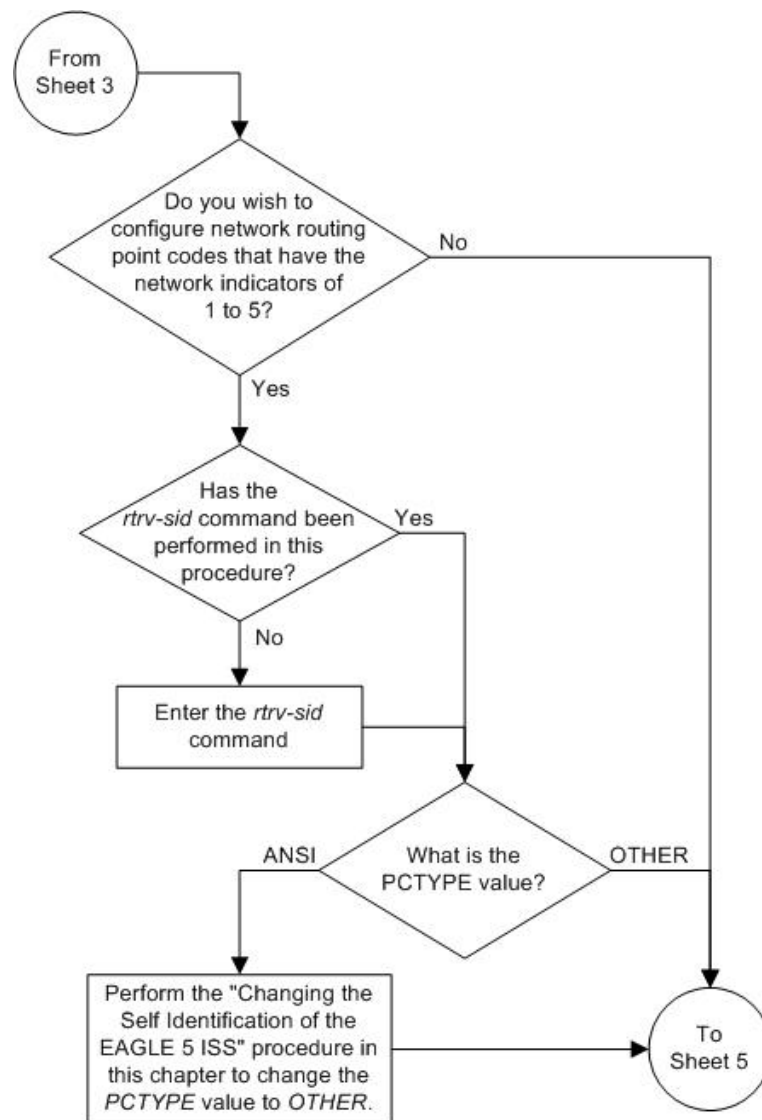 From
Sheet 3
Do you wish to
configure network routing
point codes that have the
network indicators of
1 to 5?
No
Yes
Has the
rtrv-sid command been
performed in this
procedure?
Yes
No
Enter the rtrv-sid
command
ANSI
What is the
PCTYPE value?
OTHER
Perform the "Changing the
Self Identification of the
EAGLE 5 ISS" procedure in
this chapter to change the
PCTYPE value to OTHER.
To
Sheet 5